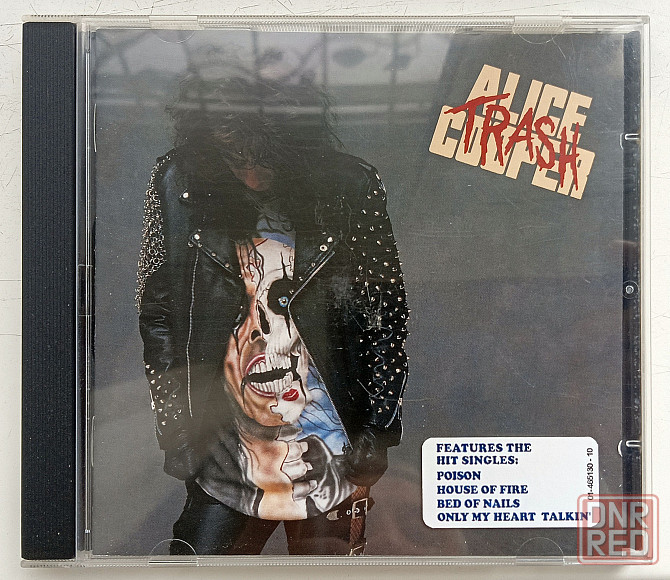 ALICE
TRASH
COOPER
FEATURES THE
HIT SINGLES:
POISON
HOUSE OF FIRE
BED OF NAILS
ONLY MY HEART TALKIN'
01-465130-10
DNR
RED